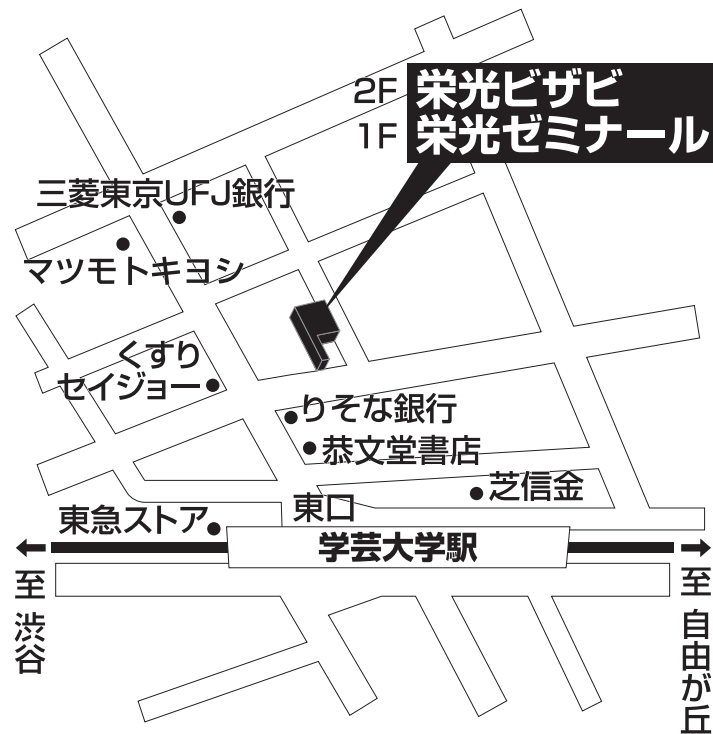 2F 栄光ビザビ
1F 栄光ゼミナール
三菱東京UFJ銀行
マツモトキヨシ
くすり
セイジョー
りそな銀行
恭文堂書店
芝信金
東口
東急ストア
学芸大学駅
← →
至 渋谷
至 自由が丘